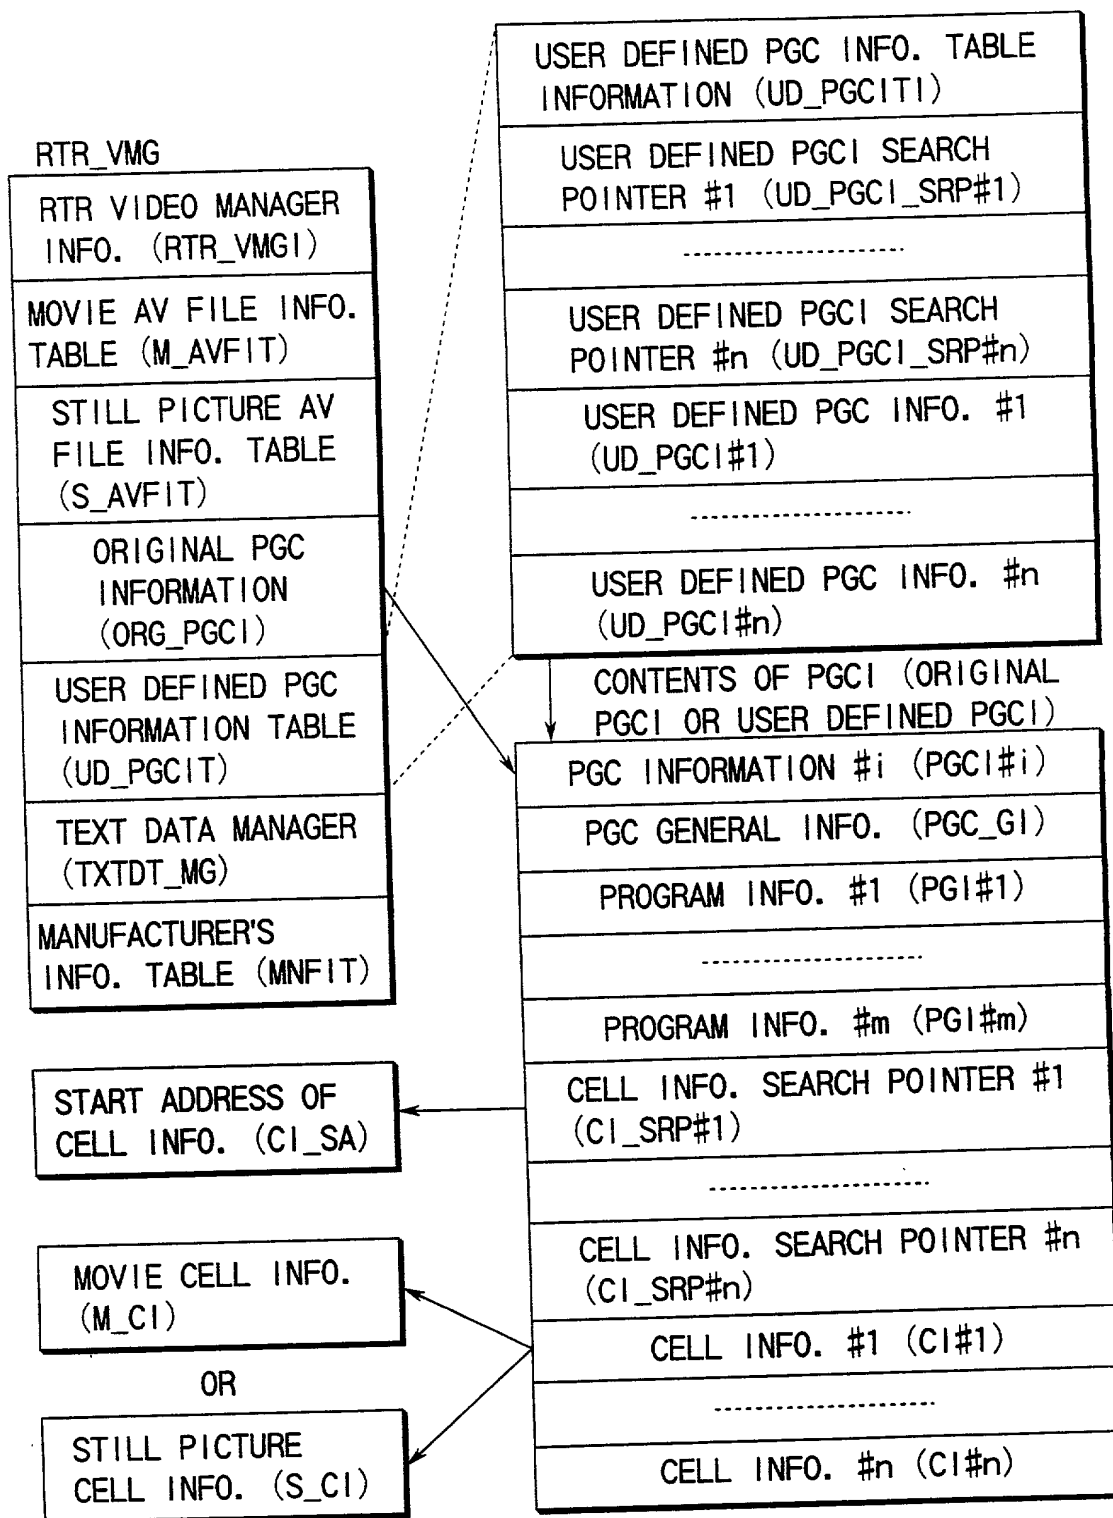 RTR_VMG
RTR VIDEO MANAGER
INFO. (RTR_VMGI)
MOVIE AV FILE INFO.
TABLE (M_AVFIT)
STILL PICTURE AV
FILE INFO. TABLE
(S_AVFIT)
ORIGINAL PGC
INFORMATION
(ORG_PGCI)
USER DEFINED PGC
INFORMATION TABLE
(UD_PGCIT)
TEXT DATA MANAGER
(TXTDT_MG)
MANUFACTURER'S
INFO. TABLE (MNFIT)
USER DEFINED PGC INFO. TABLE
INFORMATION (UD_PGCITI)
USER DEFINED PGCI SEARCH
POINTER #1 (UD_PGCI_SRP#1)
USER DEFINED PGCI SEARCH
POINTER #n (UD_PGCI_SRP#n)
USER DEFINED PGC INFO. #1
(UD_PGCI#1)
USER DEFINED PGC INFO. #n
(UD_PGCI#n)
CONTENTS OF PGCI (ORIGINAL
PGCI OR USER DEFINED PGCI)
PGC INFORMATION #i (PGCI#i)
PGC GENERAL INFO. (PGC_GI)
PROGRAM INFO. #1 (PGI#1)
PROGRAM INFO. #m (PGI#m)
CELL INFO. SEARCH POINTER #1
(CI_SRP#1)
CELL INFO. SEARCH POINTER #n
(CI_SRP#n)
CELL INFO. #1 (CI#1)
CELL INFO. #n (CI#n)
START ADDRESS OF
CELL INFO. (CI_SA)
MOVIE CELL INFO.
(M_CI)
OR
STILL PICTURE
CELL INFO. (S_CI)